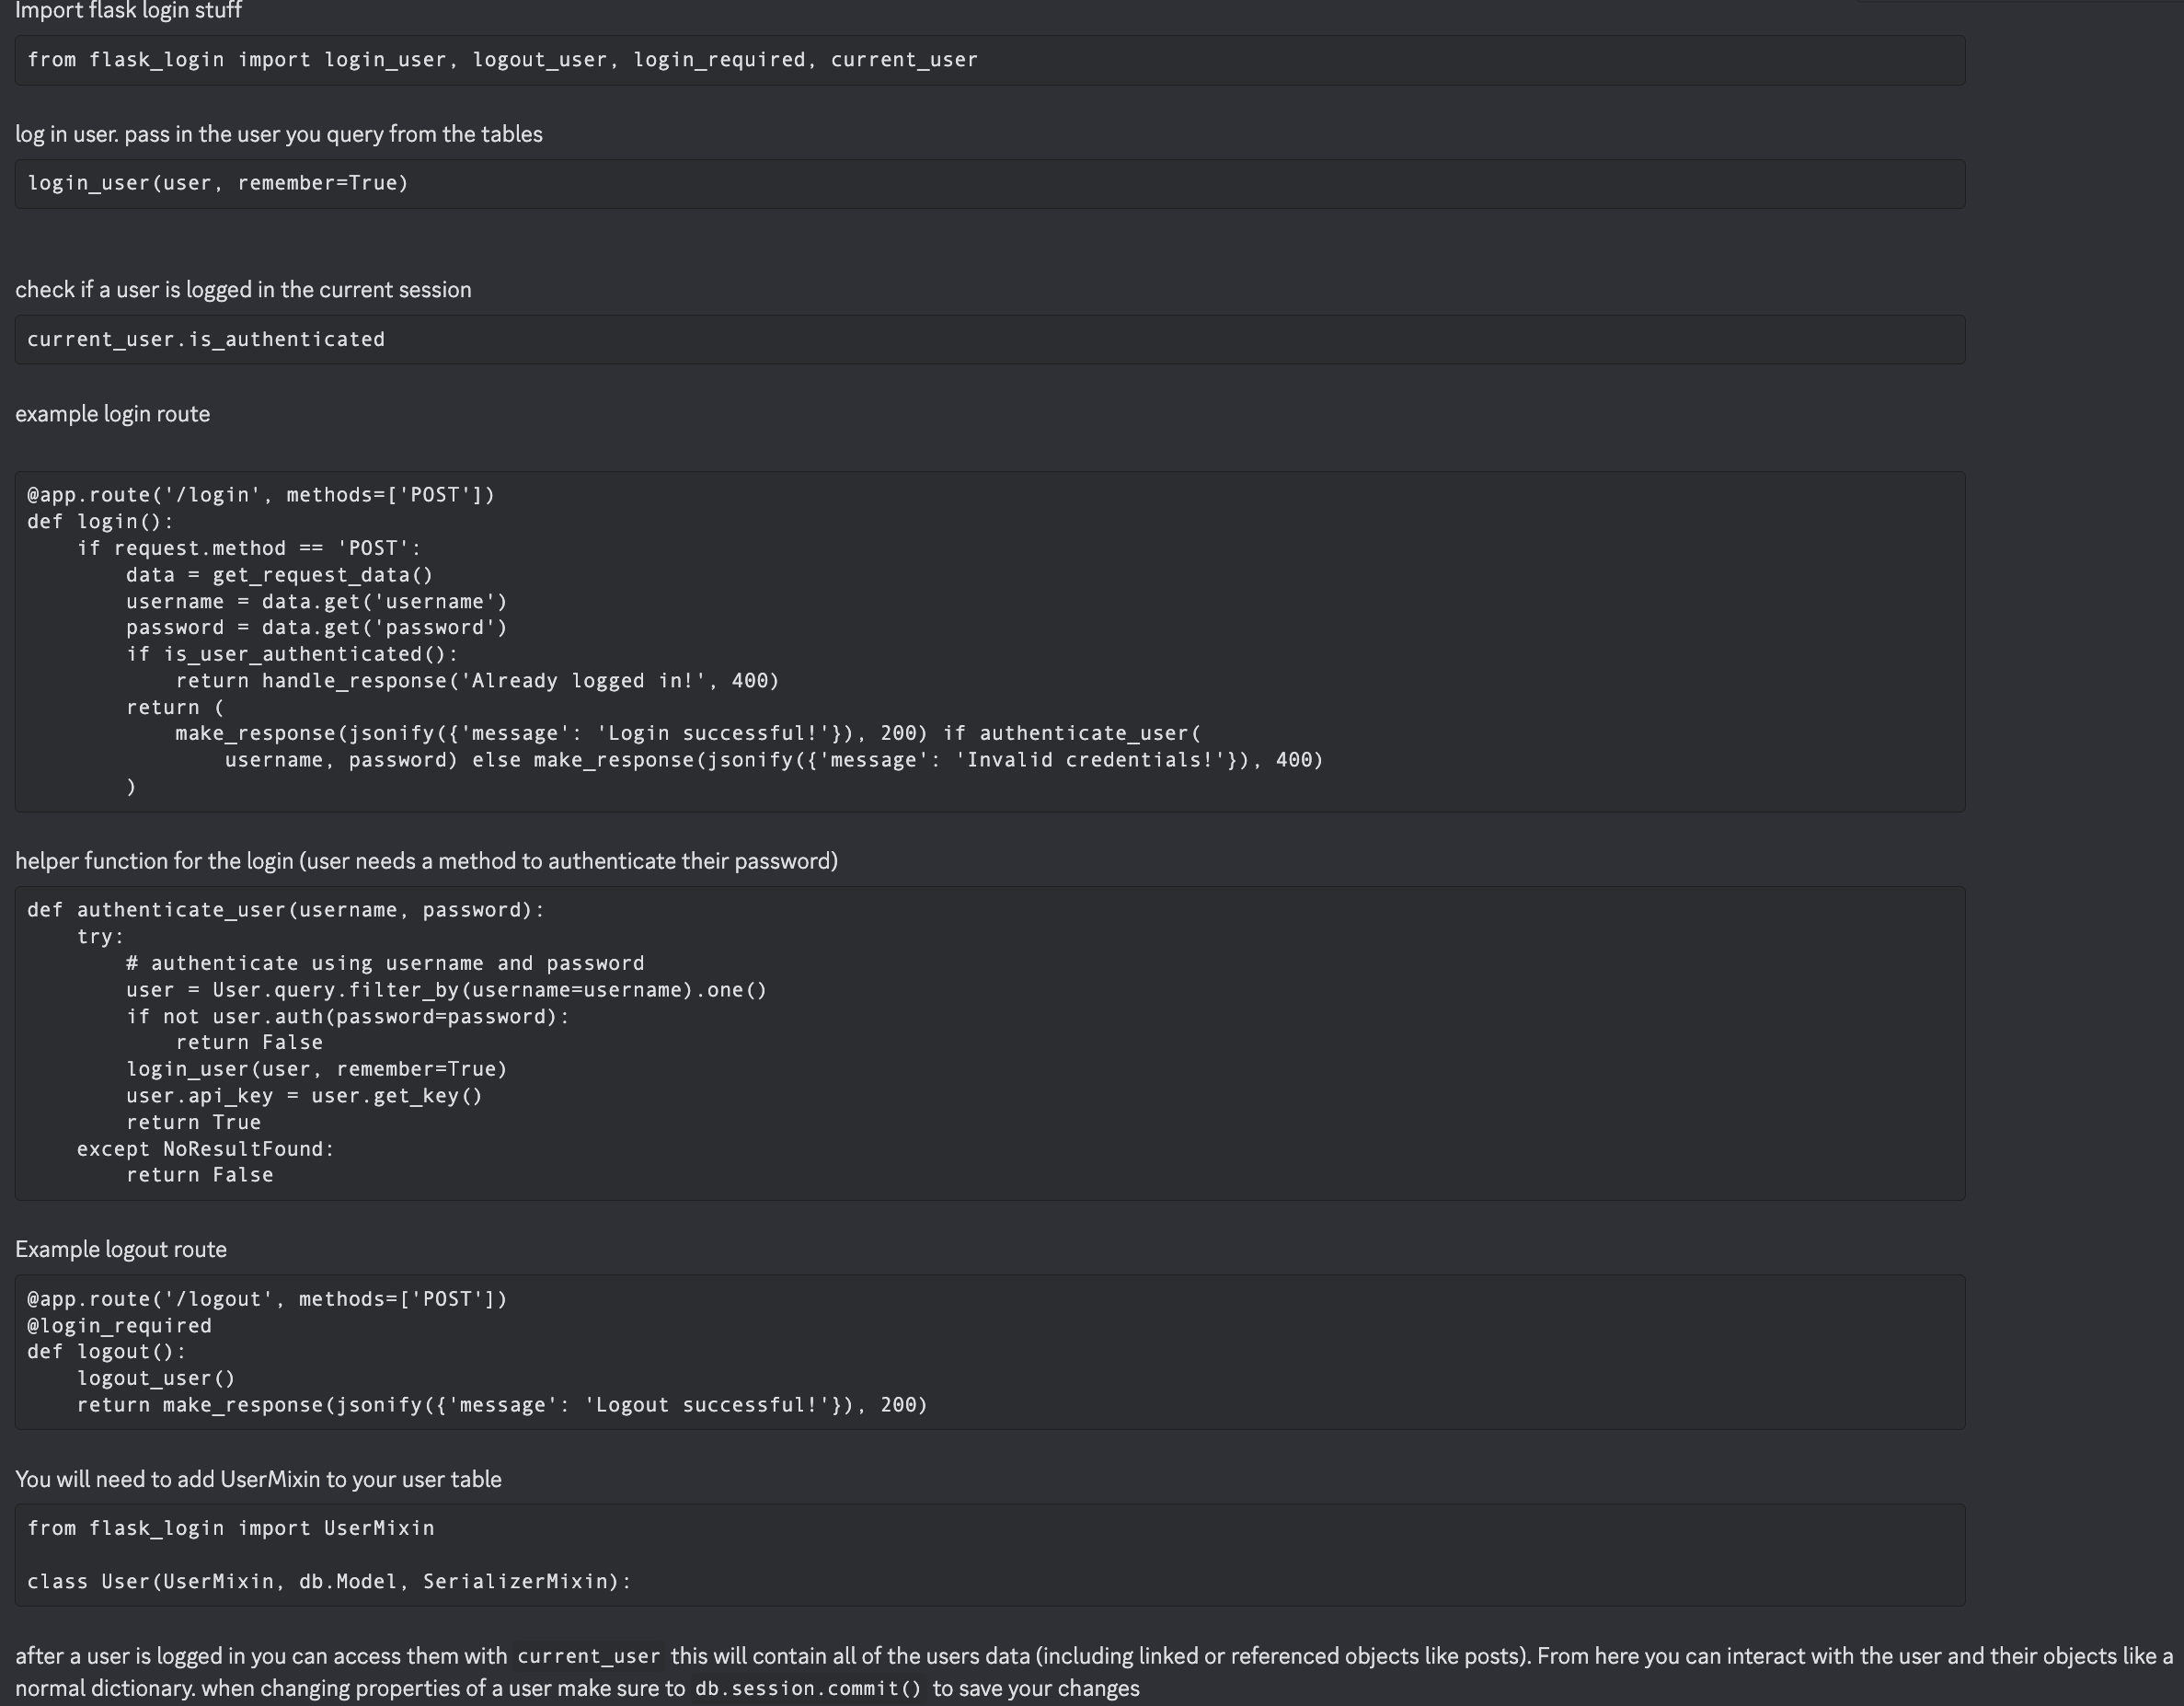 Import flask login stuff
from flask_login import login_user, logout_user, login_required, current_user
log in user. pass in the user you query from the tables
login_user(user, remember=True)
check if a user is logged in the current session
current_user.is_authenticated
example login route
@app.route('/login', methods=['POST'])
def login():
    if request.method == 'POST':
        data = get_request_data()
        username = data.get('username')
        password = data.get('password')
        if is_user_authenticated():
            return handle_response('Already logged in!', 400)
        return (
            make_response(jsonify({'message': 'Login successful!'}), 200) if authenticate_user(
                username, password) else make_response(jsonify({'message': 'Invalid credentials!'}), 400)
        )
helper function for the login (user needs a method to authenticate their password)
def authenticate_user(username, password):
    try:
        # authenticate using username and password
        user = User.query.filter_by(username=username).one()
        if not user.auth(password=password):
            return False
        login_user(user, remember=True)
        user.api_key = user.get_key()
        return True
    except NoResultFound:
        return False
Example logout route
@app.route('/logout', methods=['POST'])
@login_required
def logout():
    logout_user()
    return make_response(jsonify({'message': 'Logout successful!'}), 200)
You will need to add UserMixin to your user table
from flask_login import UserMixin
class User(UserMixin, db.Model, SerializerMixin):
after a user is logged in you can access them with current_user this will contain all of the users data (including linked or referenced objects like posts). From here you can interact with the user and their objects like a
normal dictionary. when changing properties of a user make sure to db.session.commit() to save your changes